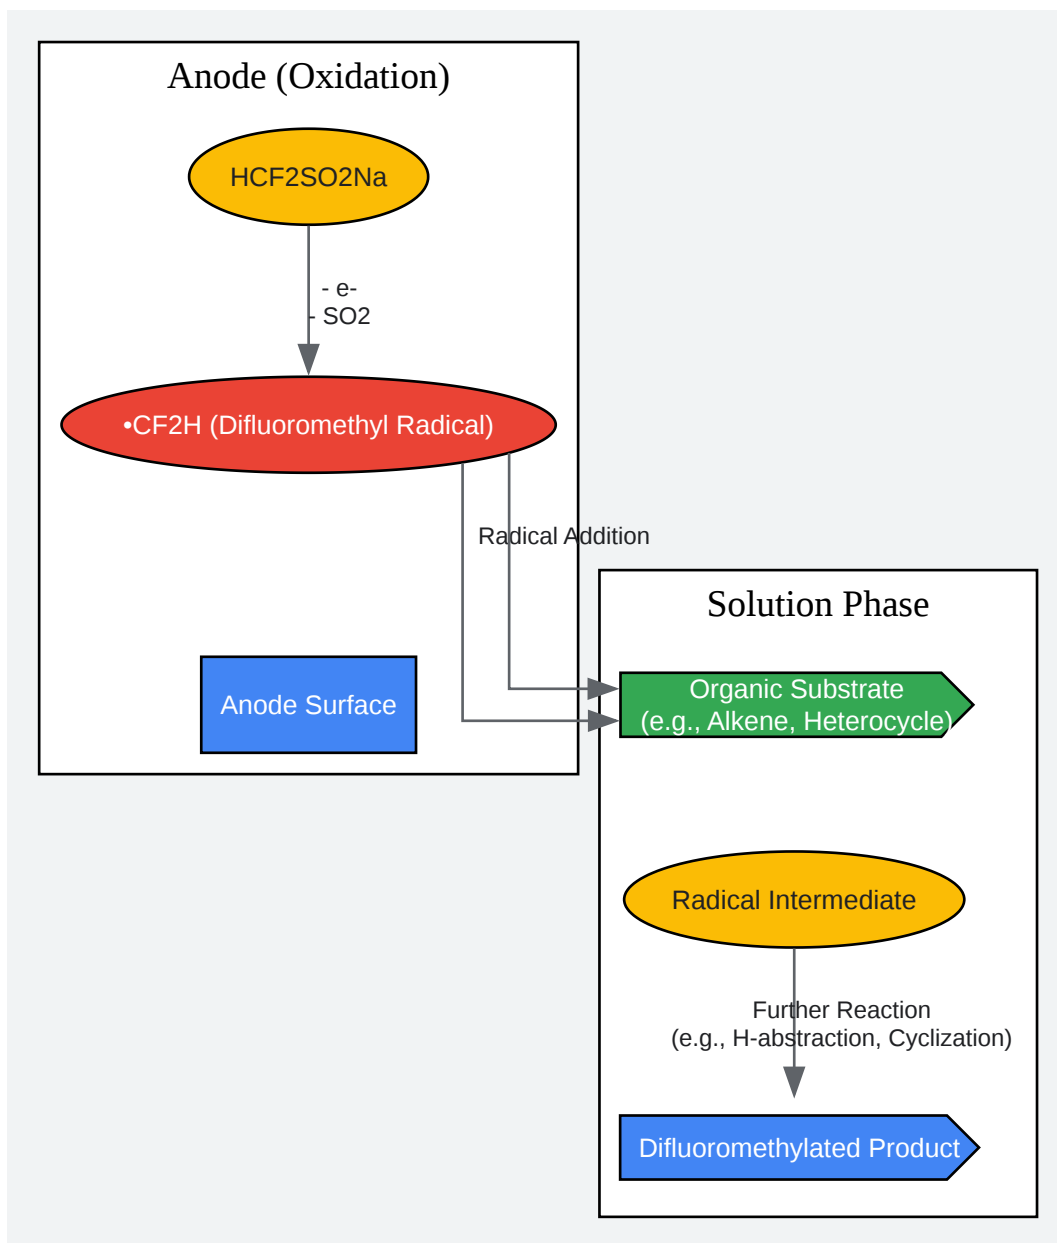 Anode (Oxidation)
HCF2SO2Na
- e-
- SO2
•CF2H (Difluoromethyl Radical)
Radical Addition
Anode Surface
Solution Phase
Organic Substrate
(e.g., Alkene, Heterocycle)
Radical Intermediate
Further Reaction
(e.g., H-abstraction, Cyclization)
Difluoromethylated Product